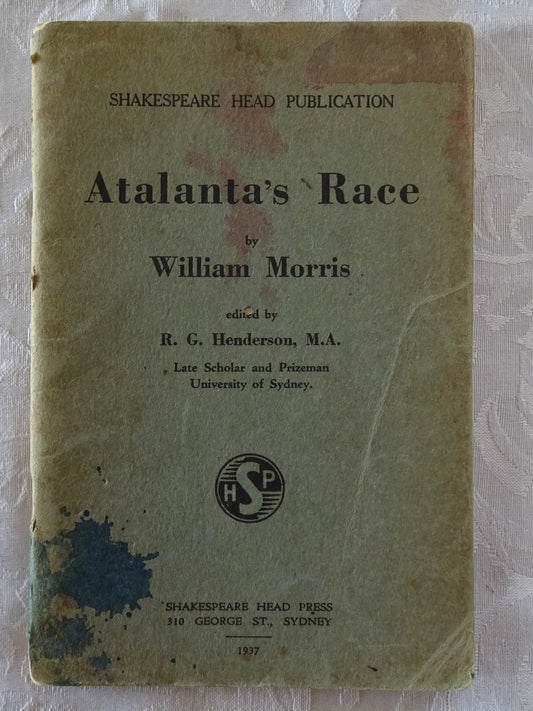 SHAKESPEARE HEAD PUBLICATION
Atalanta's Race
by
William Morris
edited by
R. G. Henderson, M.A.
Late Scholar and Prizeman
University of Sydney.
HSP
SHAKESPEARE HEAD PRESS
310 GEORGE ST., SYDNEY
1937